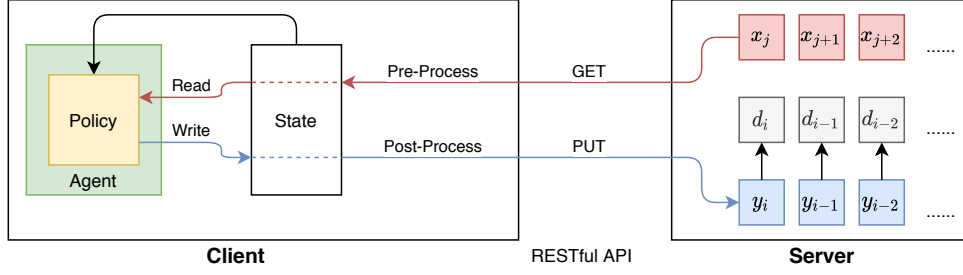 x_j x_{j+1} x_{j+2} ......
Pre-Process GET
Read
Policy State
Write
d_i d_{i-1} d_{i-2} ......
Post-Process PUT
Agent
y_i y_{i-1} y_{i-2} ......
Client RESTful API Server